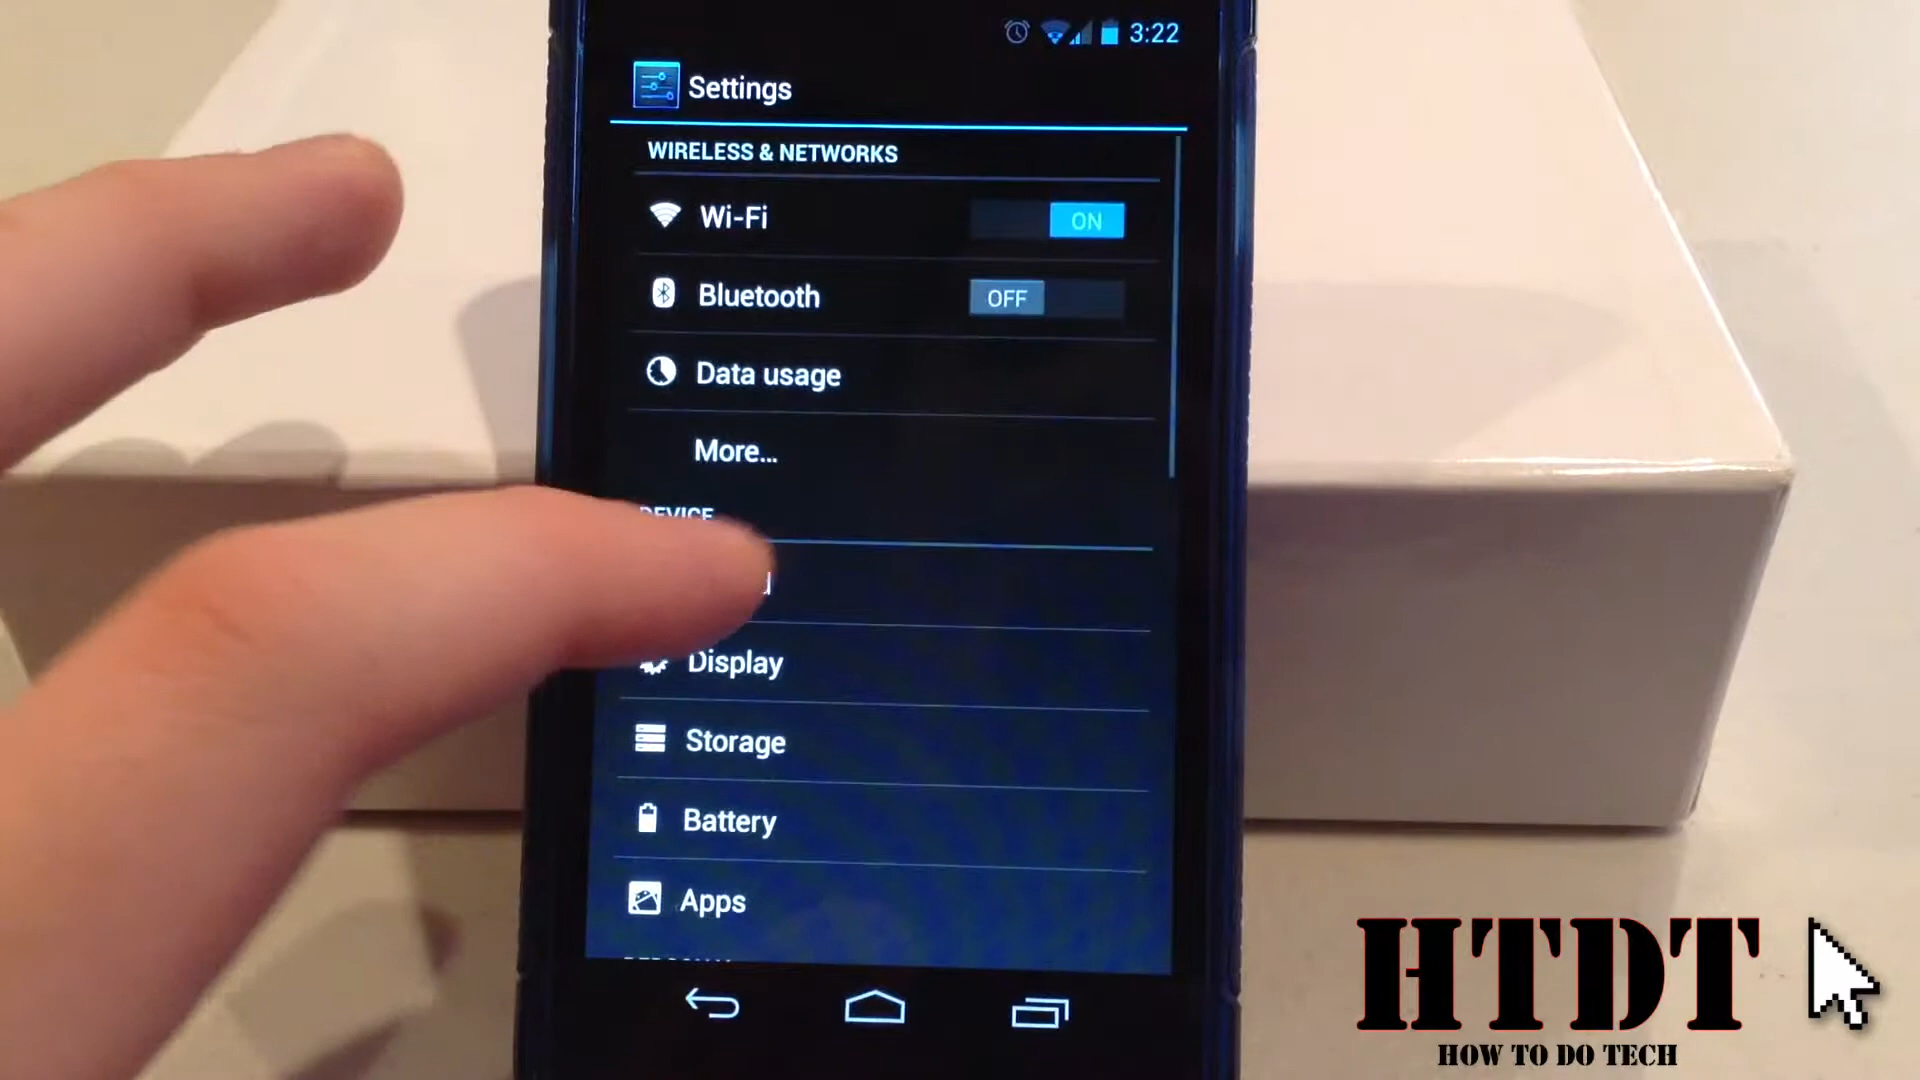 3:22
Settings
WIRELESS & NETWORKS
Wi-Fi ON
Bluetooth OFF
Data usage
More...
DEVICE
Display
Storage
Battery
Apps
HTDT
HOW TO DO TECH